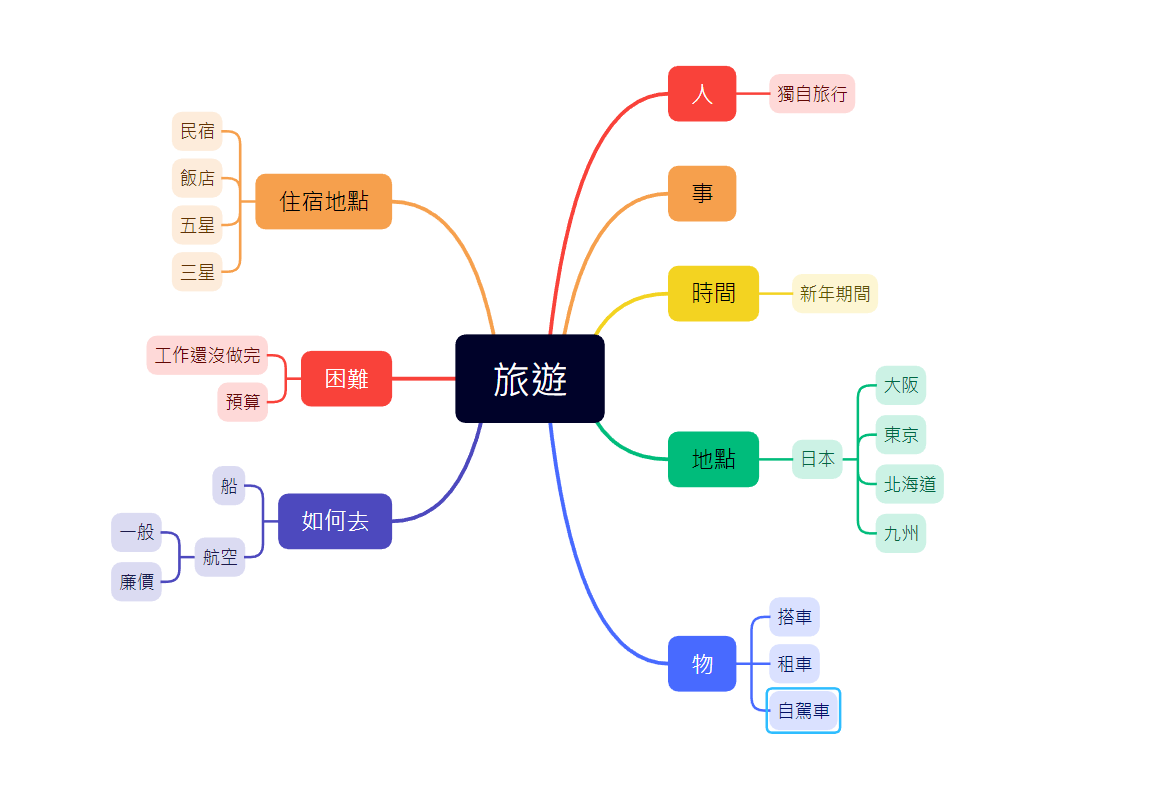 旅遊
人
獨自旅行
事
時間
新年期間
地點
日本
大阪
東京
北海道
九州
物
搭車
租車
自駕車
住宿地點
民宿
飯店
五星
三星
困難
工作還沒做完
預算
如何去
船
航空
一般
廉價